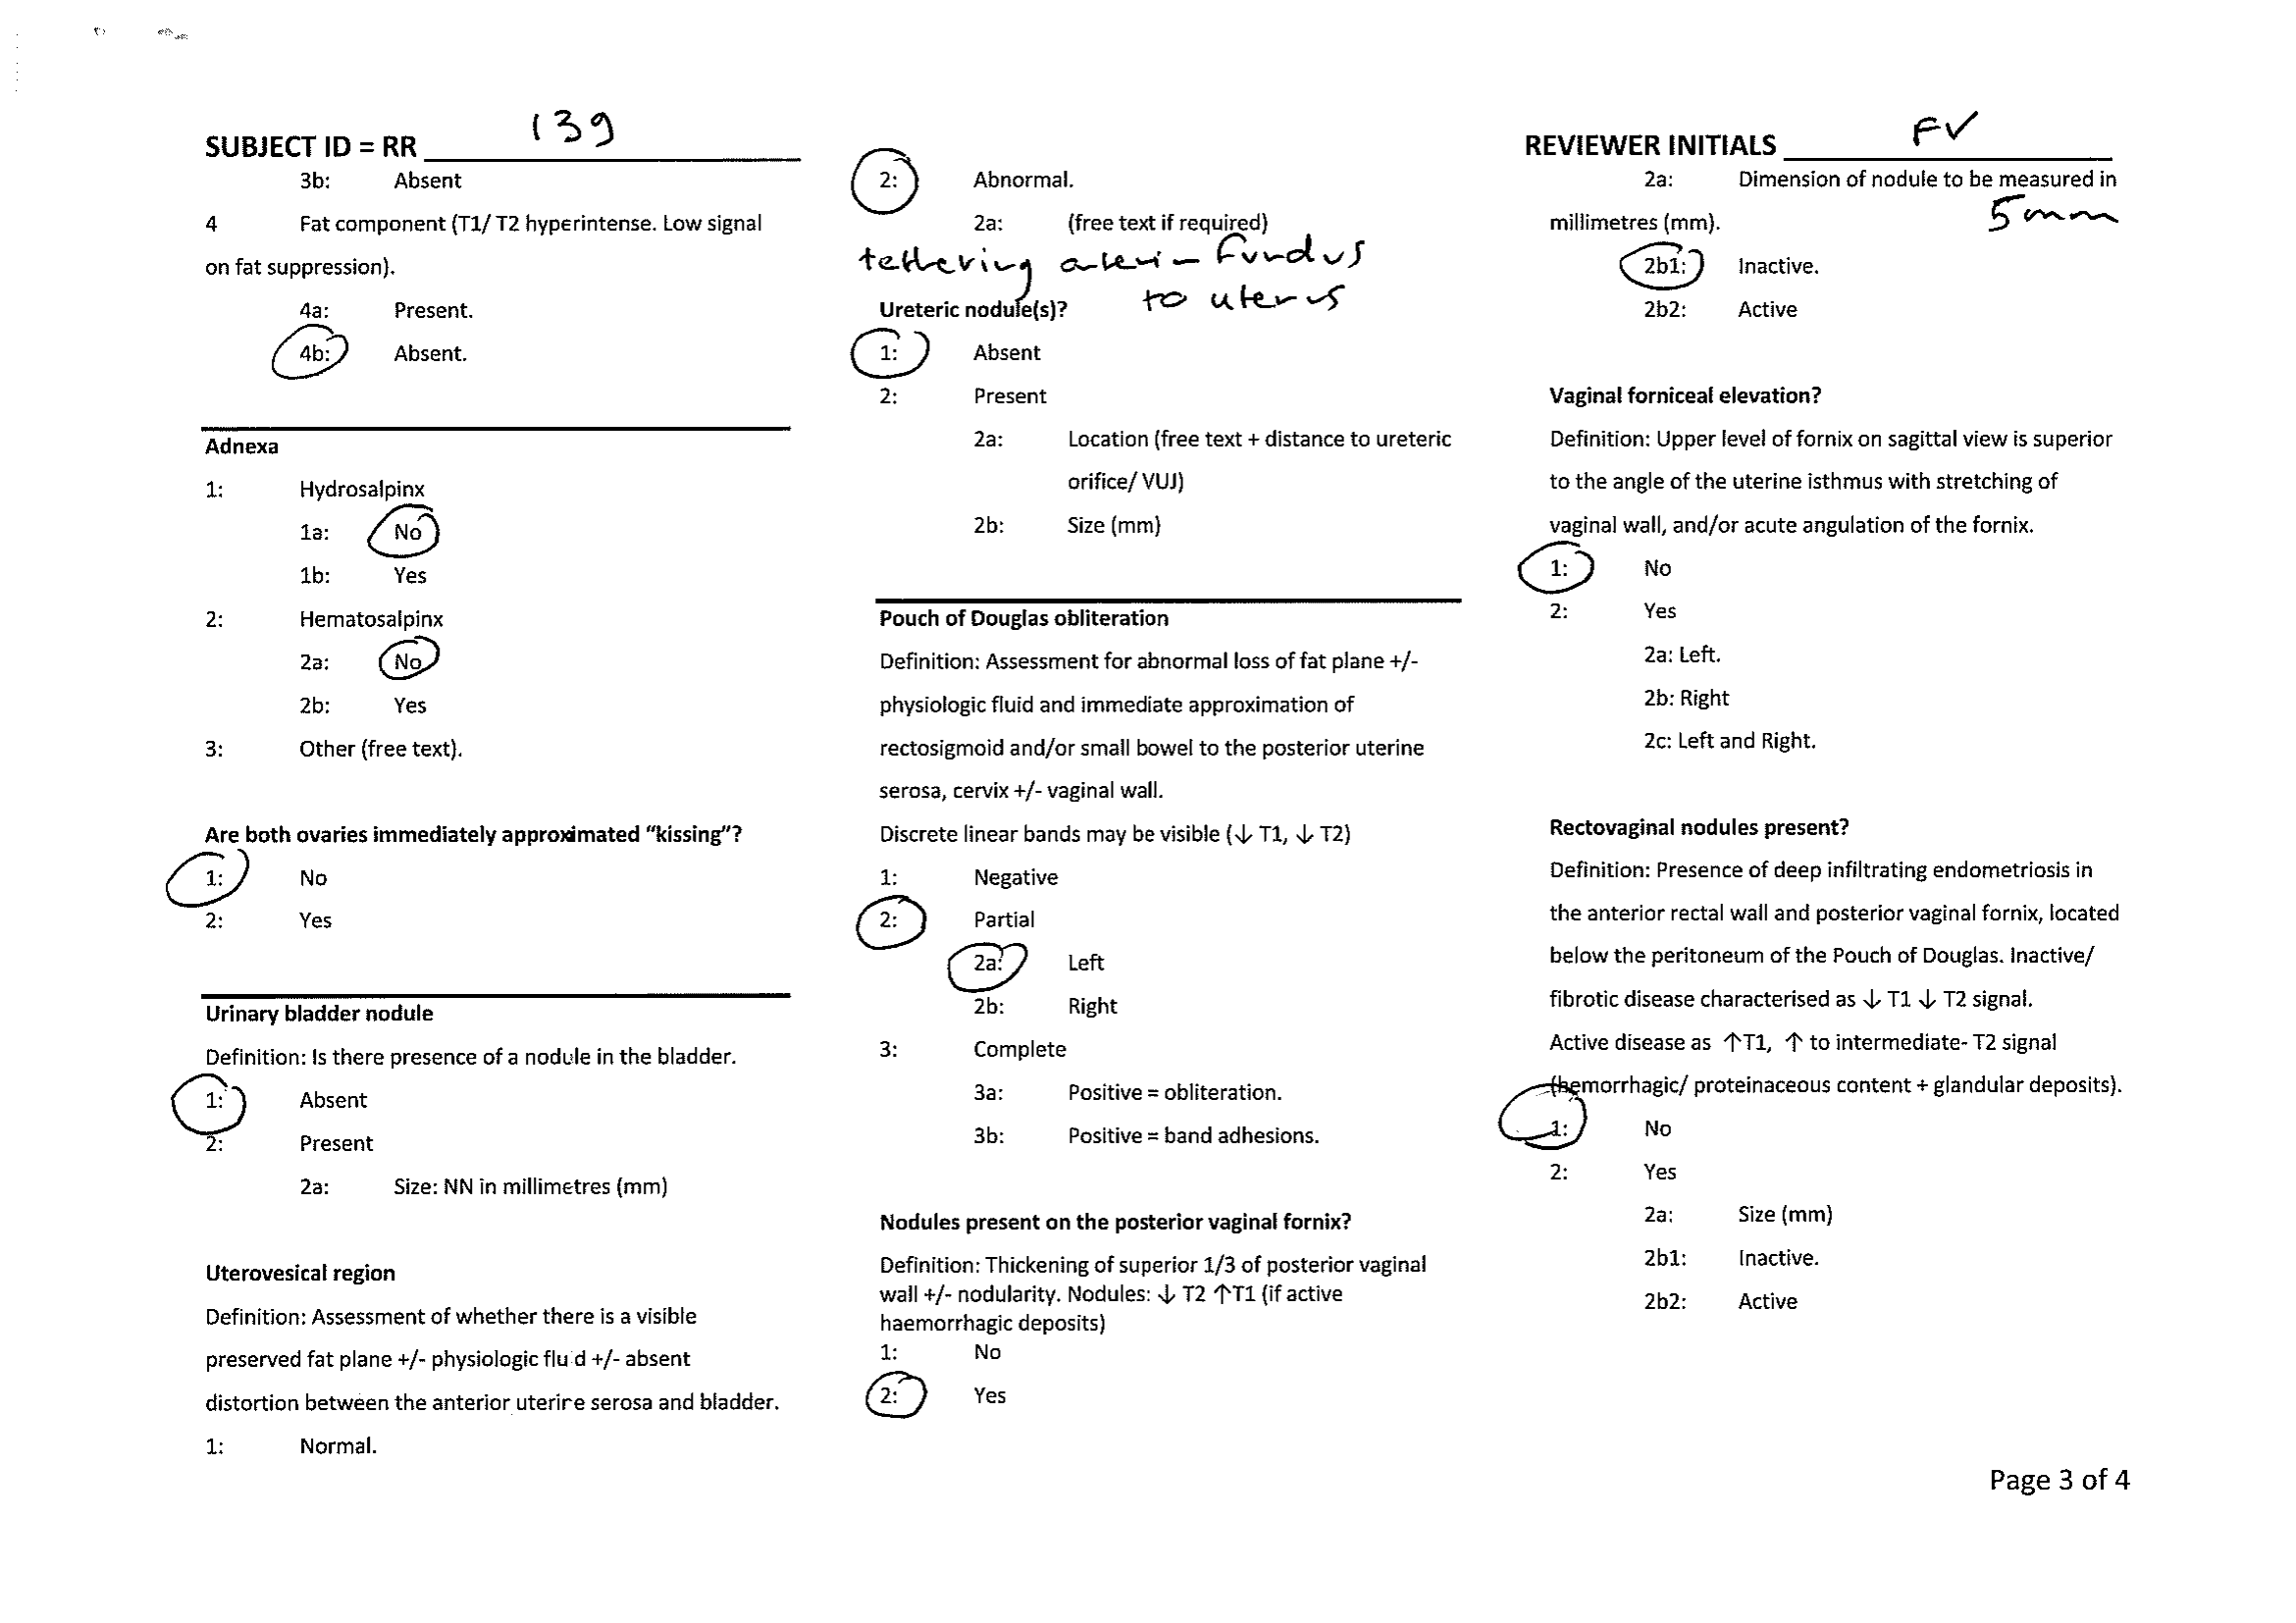 SUBJECT ID = RR 139
3b: Absent
4 Fat component (T1/ T2 hyperintense. Low signal
on fat suppression).
4a: Present.
4b: Absent.
Adnexa
1: Hydrosalpinx
1a: No
1b: Yes
2: Hematosalpinx
2a: No
2b: Yes
3: Other (free text).
Are both ovaries immediately approximated “kissing”?
1: No
2: Yes
Urinary bladder nodule
Definition: Is there presence of a nodule in the bladder.
1: Absent
2: Present
2a: Size: NN in millimetres (mm)
Uterovesical region
Definition: Assessment of whether there is a visible
preserved fat plane +/- physiologic fluid +/- absent
distortion between the anterior uterine serosa and bladder.
1: Normal.
2: Abnormal.
2a: (free text if required)
tethering fundus
to uterus
Ureteric nodule(s)?
1: Absent
2: Present
2a: Location (free text + distance to ureteric
orifice/ VUJ)
2b: Size (mm)
Pouch of Douglas obliteration
Definition: Assessment for abnormal loss of fat plane +/-
physiologic fluid and immediate approximation of
rectosigmoid and/or small bowel to the posterior uterine
serosa, cervix +/- vaginal wall.
Discrete linear bands may be visible (↓ T1, ↓ T2)
1: Negative
2: Partial
2a: Left
2b: Right
3: Complete
3a: Positive = obliteration.
3b: Positive = band adhesions.
Nodules present on the posterior vaginal fornix?
Definition: Thickening of superior 1/3 of posterior vaginal
wall +/- nodularity. Nodules: ↓ T2 ↑T1 (if active
haemorrhagic deposits)
1: No
2: Yes
REVIEWER INITIALS FV
2a: Dimension of nodule to be measured in
millimetres (mm). 5mm
2b1: Inactive.
2b2: Active
Vaginal forniceal elevation?
Definition: Upper level of fornix on sagittal view is superior
to the angle of the uterine isthmus with stretching of
vaginal wall, and/or acute angulation of the fornix.
1: No
2: Yes
2a: Left.
2b: Right
2c: Left and Right.
Rectovaginal nodules present?
Definition: Presence of deep infiltrating endometriosis in
the anterior rectal wall and posterior vaginal fornix, located
below the peritoneum of the Pouch of Douglas. Inactive/
fibrotic disease characterised as ↓ T1 ↓ T2 signal.
Active disease as ↑T1, ↑ to intermediate- T2 signal
(hemorrhagic/ proteinaceous content + glandular deposits).
1: No
2: Yes
2a: Size (mm)
2b1: Inactive.
2b2: Active
Page 3 of 4